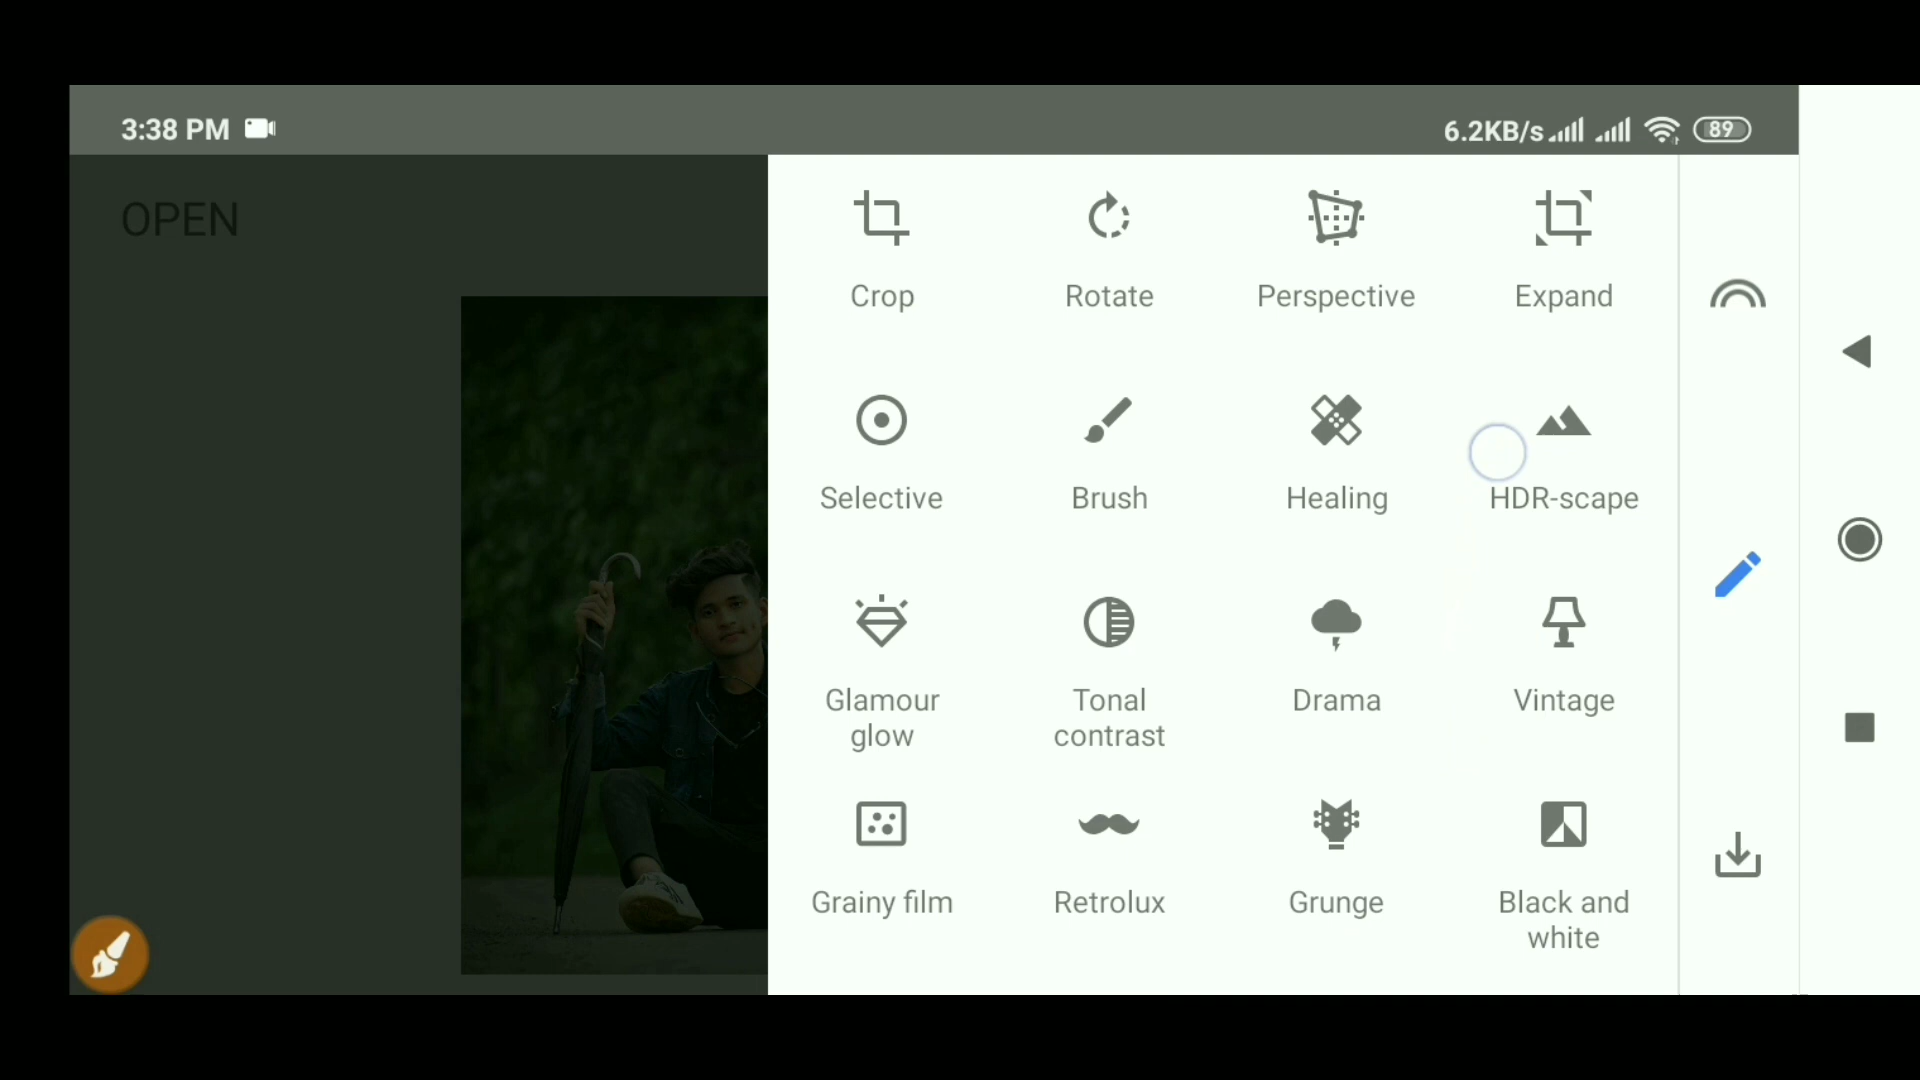 3:38 PM
6.2KB/s
89
OPEN
Crop
Rotate
Perspective
Expand
Selective
Brush
Healing
HDR-scape
Glamour
glow
Tonal
contrast
Drama
Vintage
Grainy film
Retrolux
Grunge
Black and
white